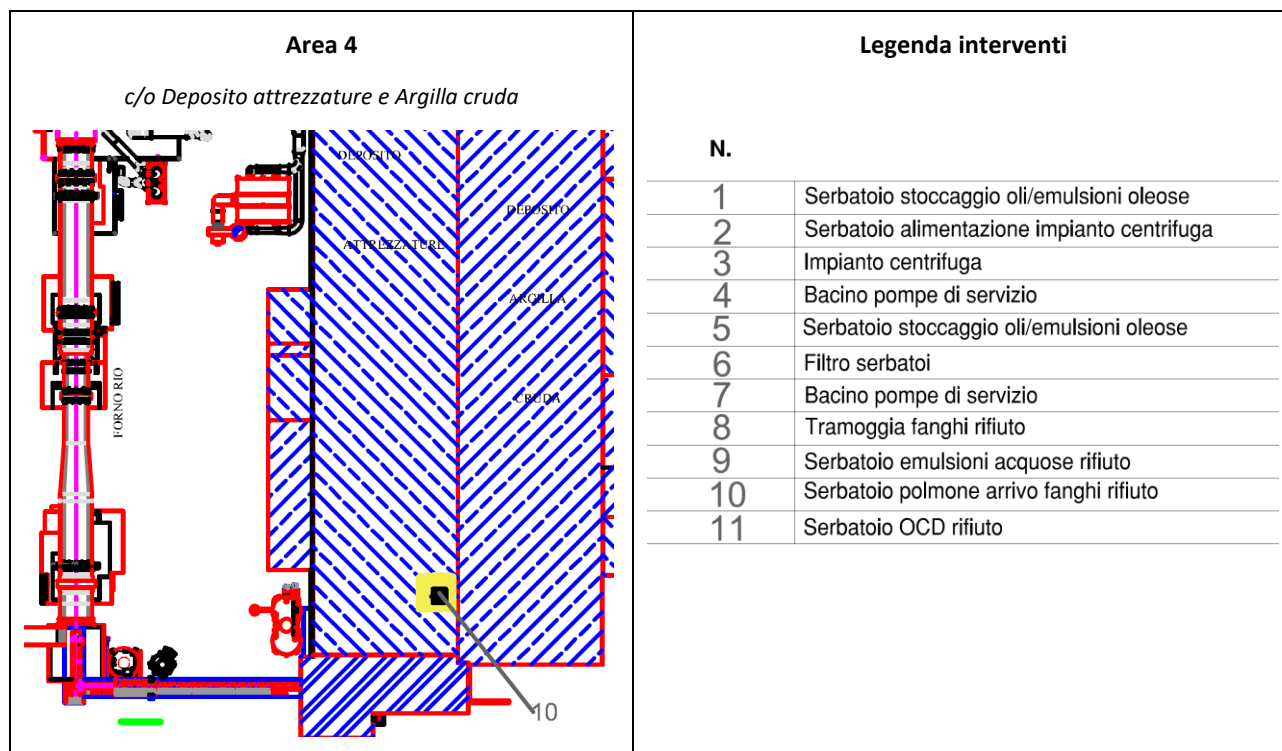 Area 4
c/o Deposito attrezzature e Argilla cruda
DEPOSITO
DEPOSITO
ATTREZZATURE
ARGILLA
FORNO RIO
CRUDA
10
Legenda interventi
N.
1 Serbatoio stoccaggio oli/emulsioni oleose
2 Serbatoio alimentazione impianto centrifuga
3 Impianto centrifuga
4 Bacino pompe di servizio
5 Serbatoio stoccaggio oli/emulsioni oleose
6 Filtro serbatoi
7 Bacino pompe di servizio
8 Tramoggia fanghi rifiuto
9 Serbatoio emulsioni acquose rifiuto
10 Serbatoio polmone arrivo fanghi rifiuto
11 Serbatoio OCD rifiuto